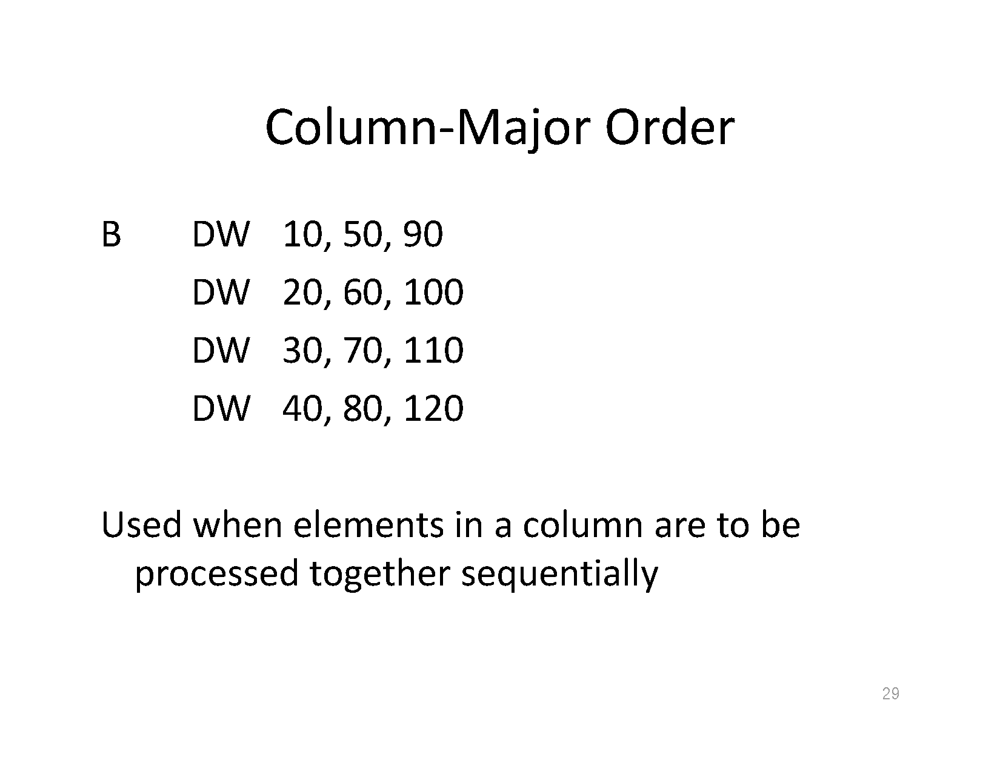 Column-Major Order
B DW 10, 50, 90
DW 20, 60, 100
DW 30, 70, 110
DW 40, 80, 120
Used when elements in a column are to be
processed together sequentially
29